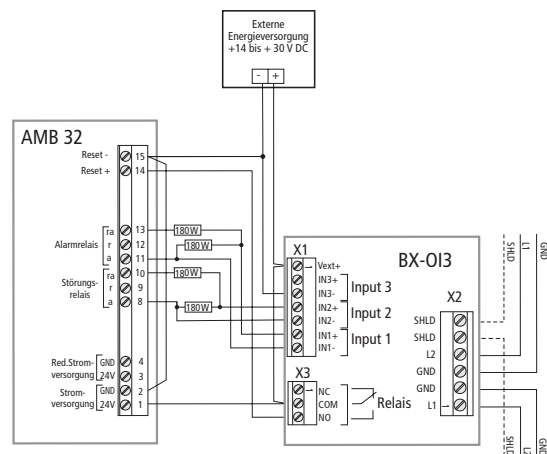 Externe
Energieversorgung
+14 bis + 30 V DC
- +
AMB 32
Reset - 15
Reset + 14
Alarmrelais
ra 13 180W
r 12 180W
a 11
Störungs-
relais
ra 10 180W
r 9
a 8 180W
Red.Strom-
versorgung
GND 4
24V 3
Strom-
versorgung
GND 2
24V 1
BX-OI3
X1
1 Vext+
IN3+
IN3- Input 3
IN2+
IN2- Input 2
IN1+
IN1- Input 1
X3
1 NC
COM Relais
NO
X2
SHLD
SHLD
L2
GND
GND
L1 1
SHLD
L1
GND
SHLD
L2
GND